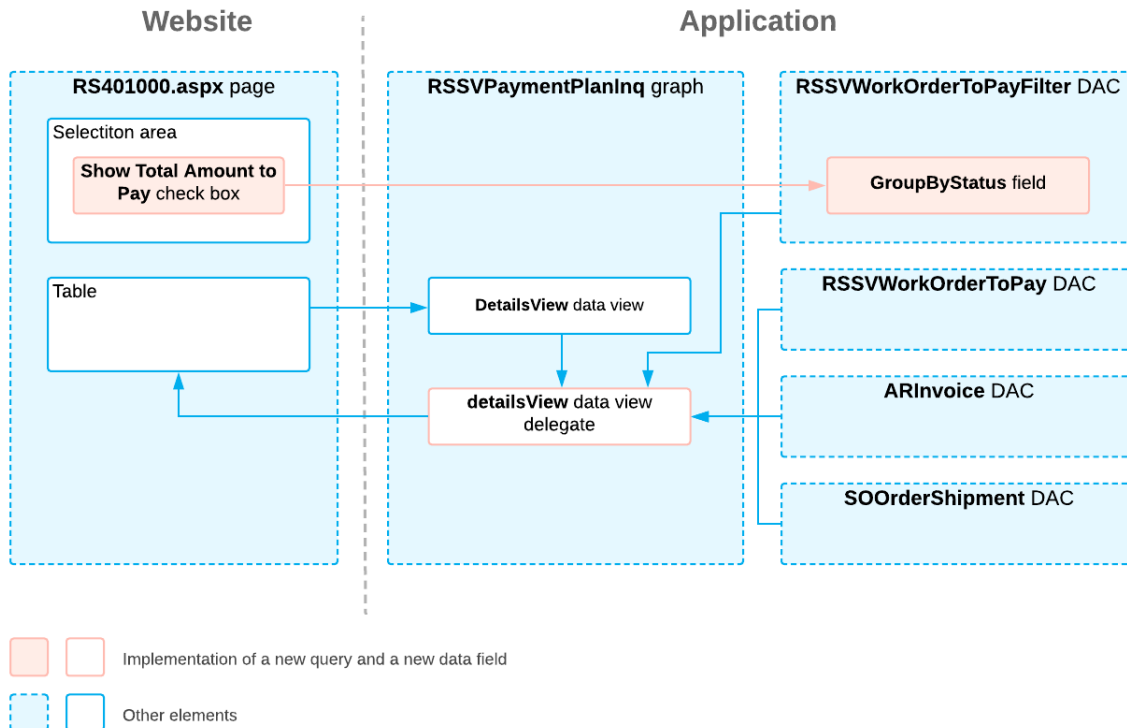 Website
Application
RS401000.aspx page
Selectiton area
Show Total Amount to
Pay check box
Table
RSSVPaymentPlanInq graph
DetailsView data view
detailsView data view
delegate
RSSVWorkOrderToPayFilter DAC
GroupByStatus field
RSSVWorkOrderToPay DAC
ARInvoice DAC
SOOrderShipment DAC
Implementation of a new query and a new data field
Other elements